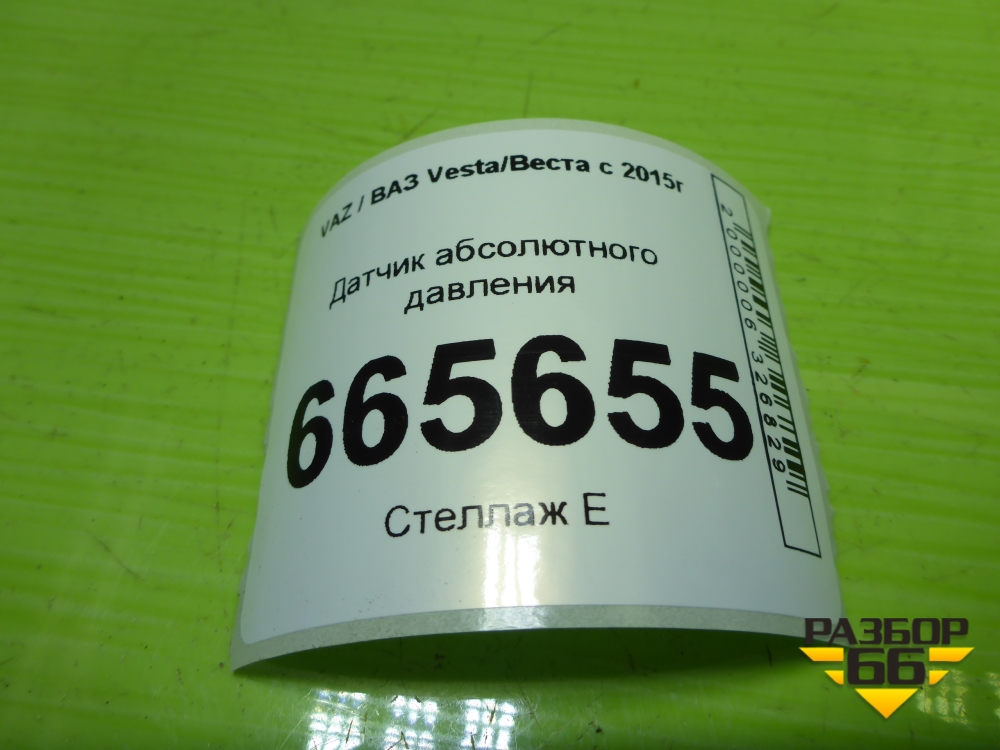 VAZ / ВАЗ Vesta/Веста с 2015г
Датчик абсолютного
давления
665655
Стеллаж Е
2000006326829
РАЗБОР
66